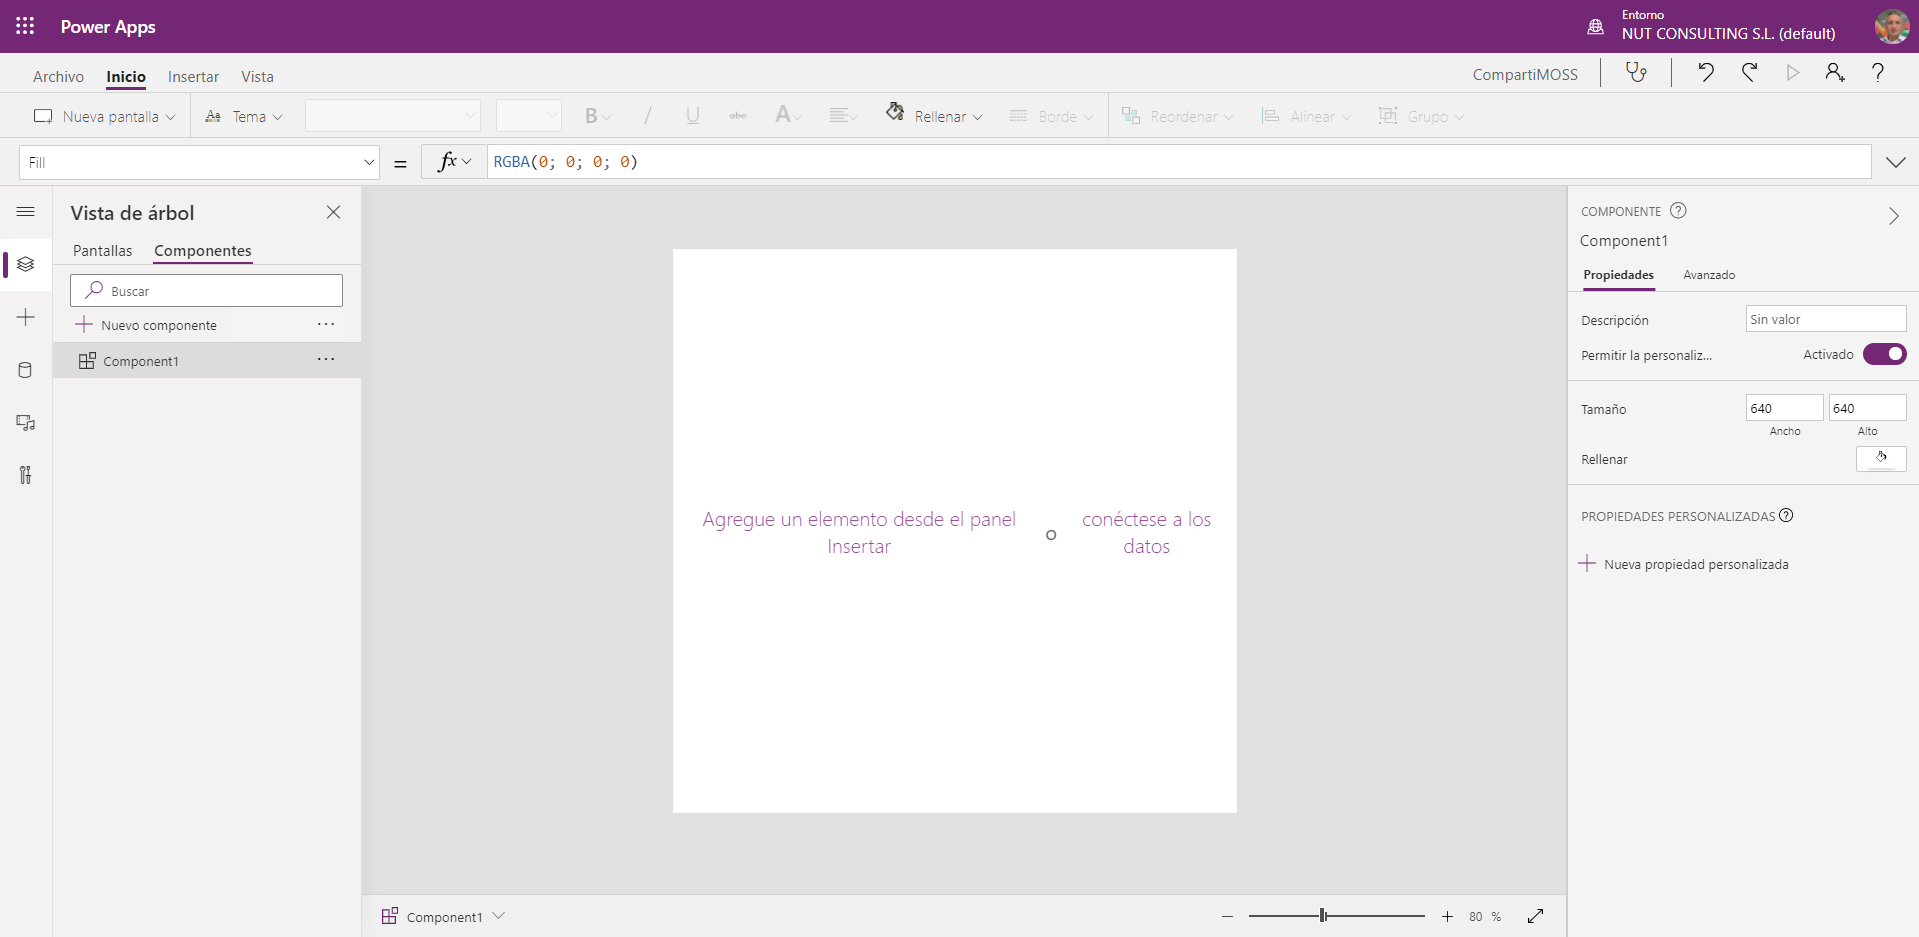 Power Apps
Entorno
NUT CONSULTING S.L. (default)
Archivo Inicio Insertar Vista
CompartiMOSS
Nueva pantalla Aa Tema B / U abc A Rellenar Borde Reordenar Alinear Grupo
Fill = fx RGBA(0; 0; 0; 0)
Vista de árbol
Pantallas Componentes
Buscar
Nuevo componente ...
Component1 ...
Agregue un elemento desde el panel
Insertar
o
conéctese a los
datos
COMPONENTE ?
Component1
Propiedades Avanzado
Descripción Sin valor
Permitir la personaliz... Activado
Tamaño 640 640
Ancho Alto
Rellenar
PROPIEDADES PERSONALIZADAS ?
Nueva propiedad personalizada
Component1
80 %